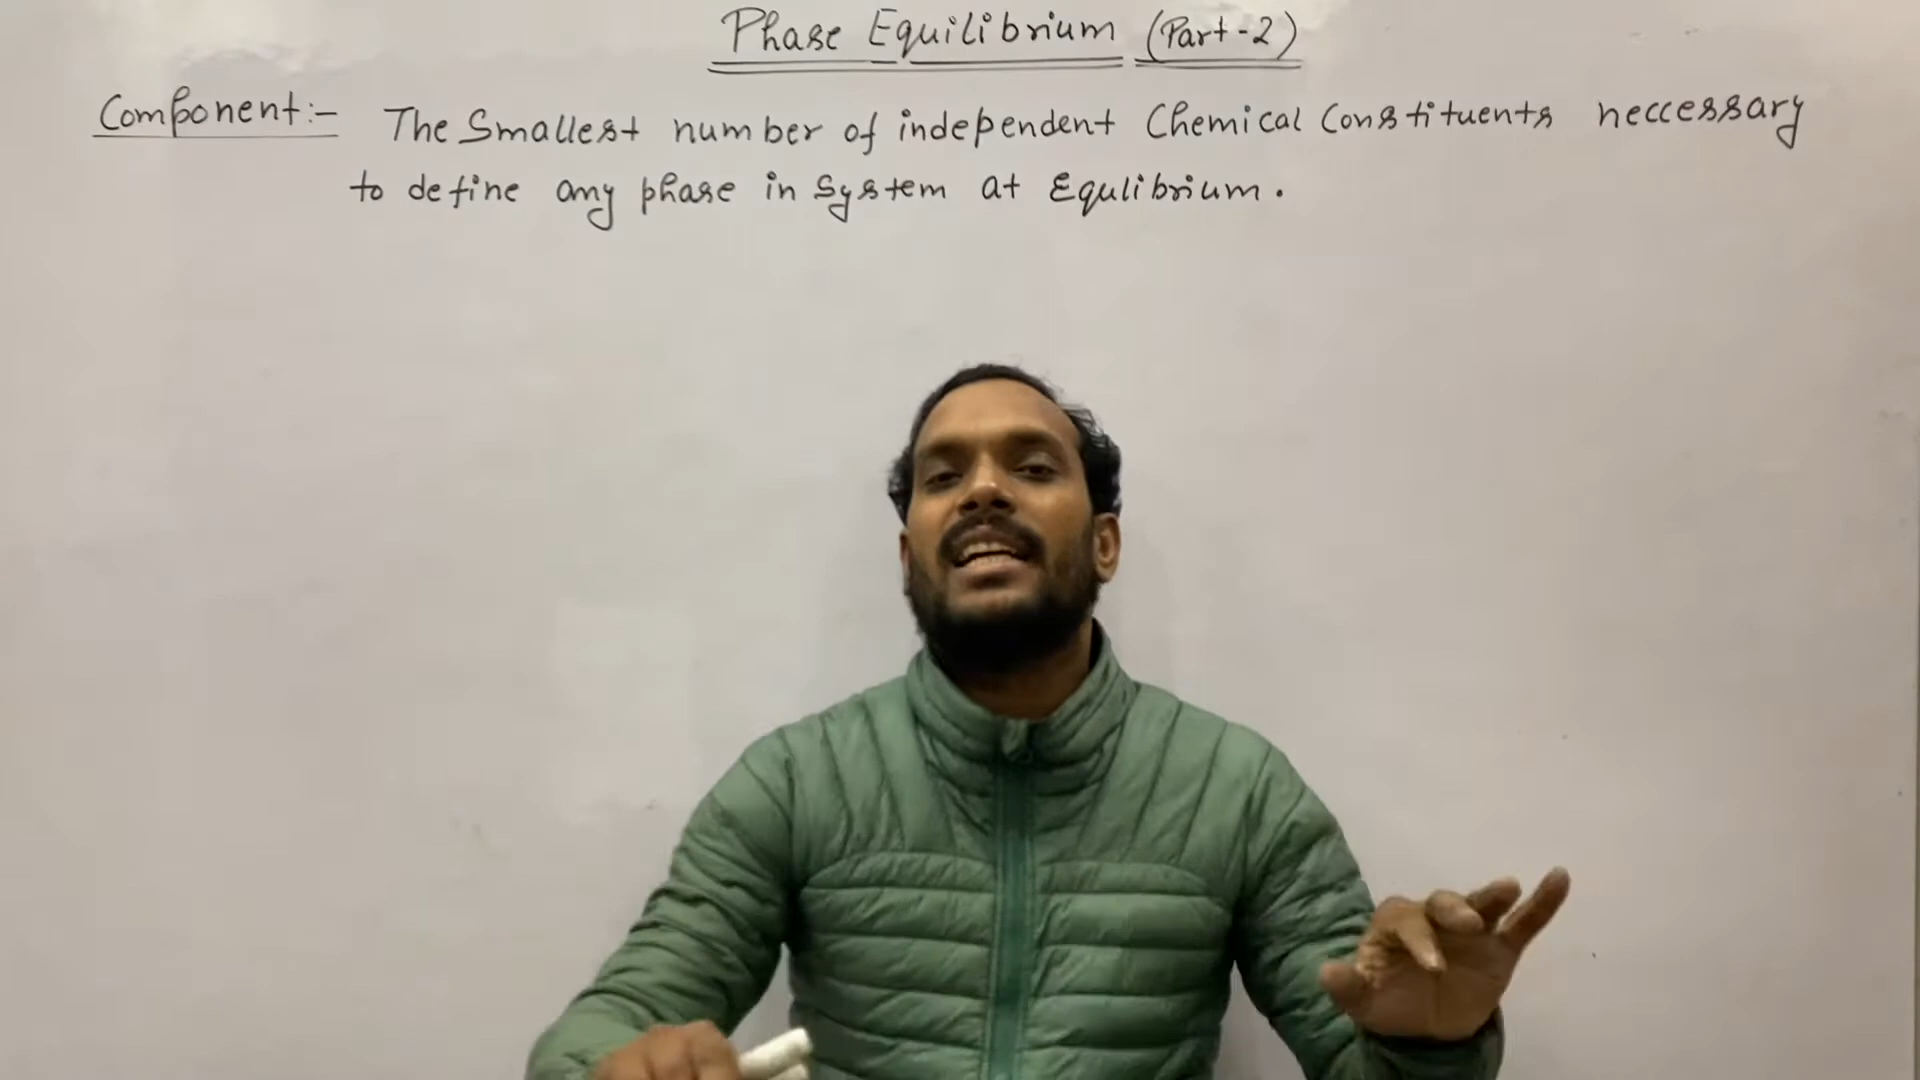 Phase Equilibrium (Part-2)
Component:- The Smallest number of independent Chemical Constituents neccessary
to define any phase in System at Equlibrium.